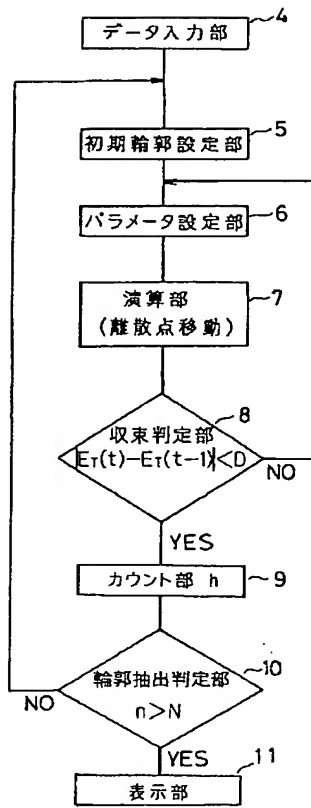 データ入力部
4
初期輪郭設定部
5
パラメータ設定部
6
演算部
(離散点移動)
7
収束判定部
|ET(t)-ET(t-1)|<D
8
NO
YES
カウント部 h
9
輪郭抽出判定部
n>N
10
NO
YES
表示部
11